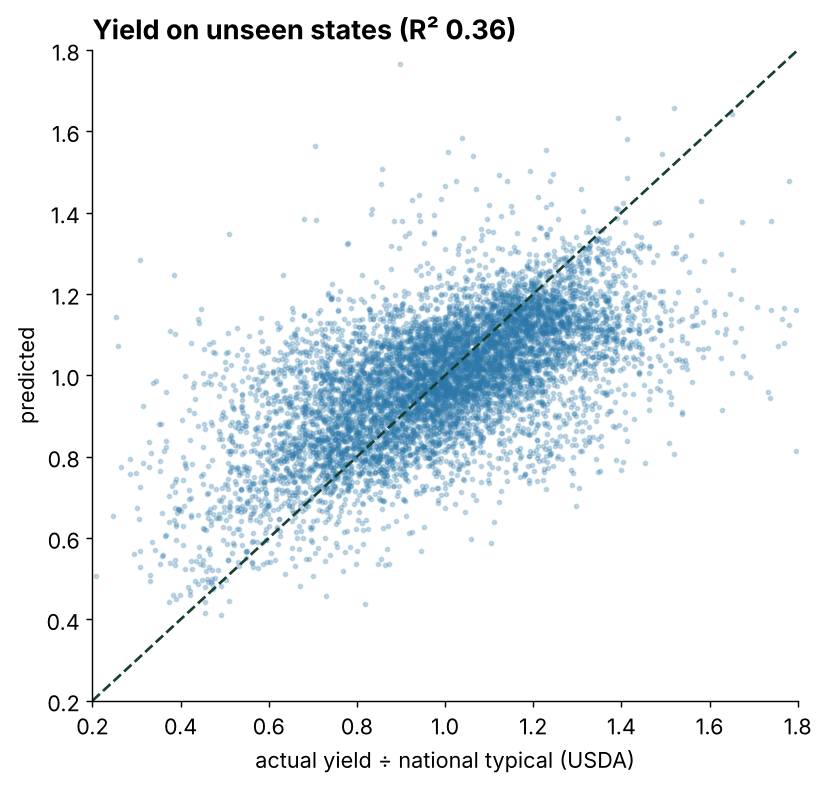 Yield on unseen states (R² 0.36)
1.8
1.6
1.4
1.2
1.0
0.8
0.6
0.4
0.2
predicted
0.2 0.4 0.6 0.8 1.0 1.2 1.4 1.6 1.8
actual yield ÷ national typical (USDA)